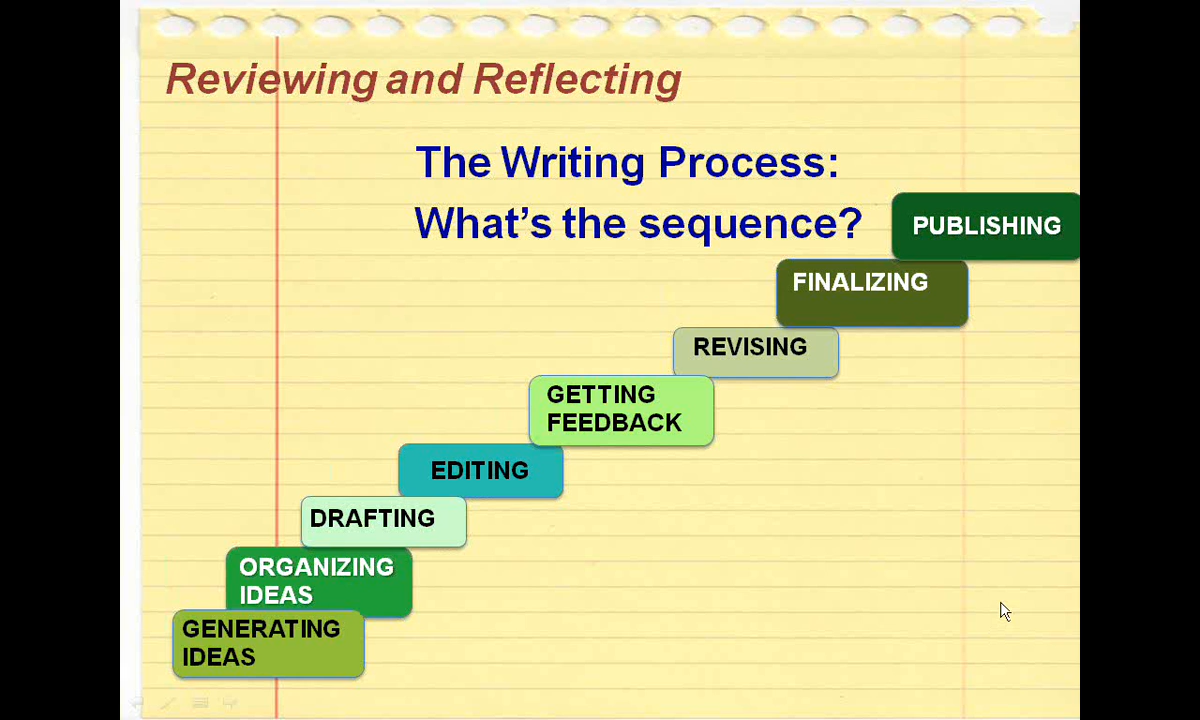 Reviewing and Reflecting
The Writing Process:
What’s the sequence?
PUBLISHING
FINALIZING
REVISING
GETTING
FEEDBACK
EDITING
DRAFTING
ORGANIZING
IDEAS
GENERATING
IDEAS